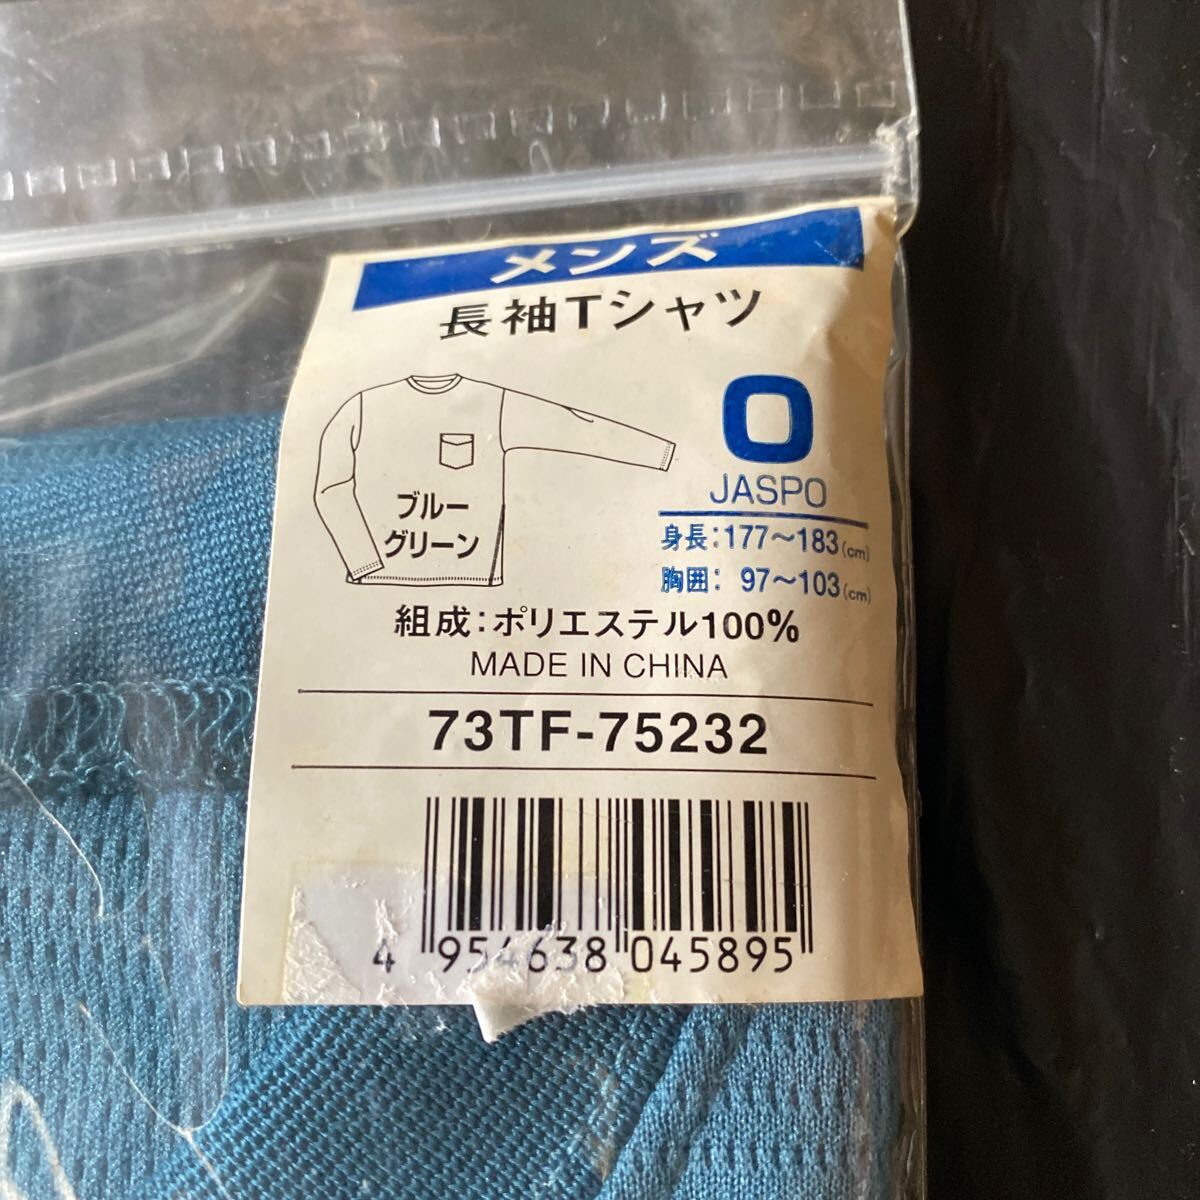 メンズ
長袖Tシャツ
ブルー
グリーン
O
JASPO
身長:177～183(cm)
胸囲: 97～103(cm)
組成:ポリエステル100%
MADE IN CHINA
73TF-75232
4 954638 045895